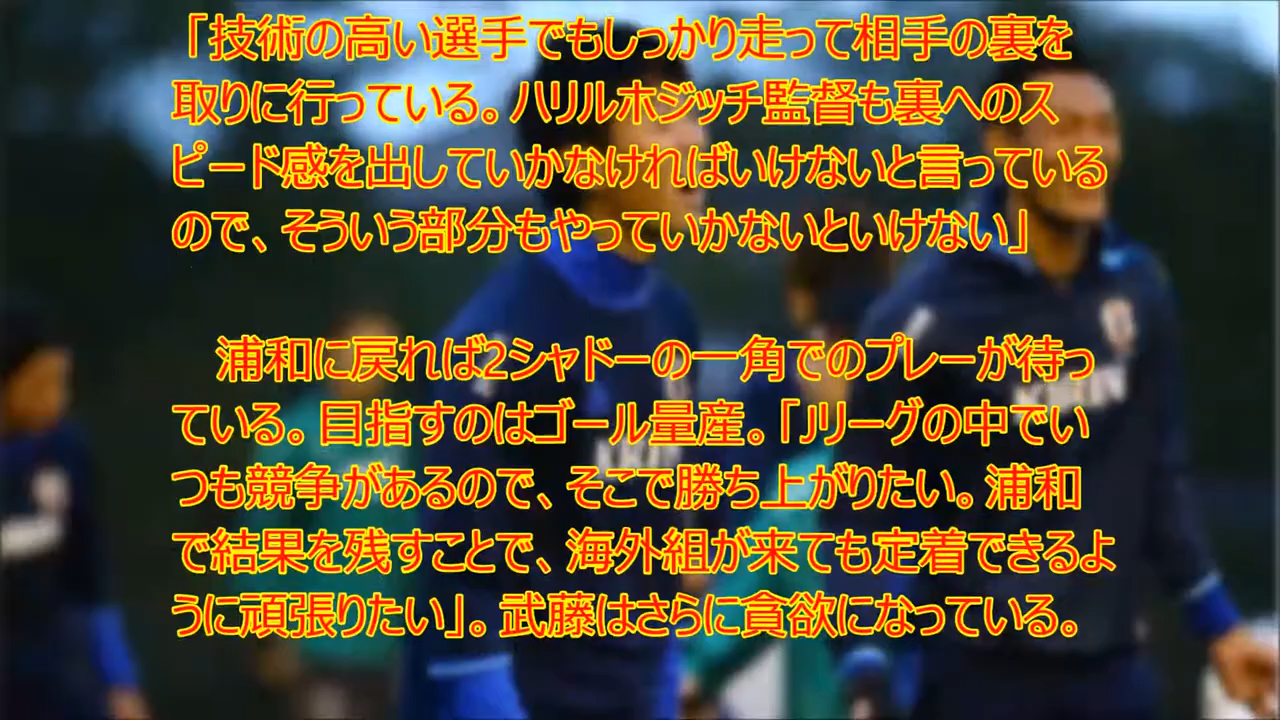 「技術の高い選手でもしっかり走って相手の裏を
取りに行っている。ハリルホジッチ監督も裏へのス
ピード感を出していかなければいけないと言っている
ので、そういう部分もやっていかないといけない」
浦和に戻れば2シャドーの一角でのプレーが待っ
ている。目指すのはゴール量産。「Jリーグの中でい
つも競争があるので、そこで勝ち上がりたい。浦和
で結果を残すことで、海外組が来ても定着できるよ
うに頑張りたい」。武藤はさらに貪欲になっている。
KIRIN